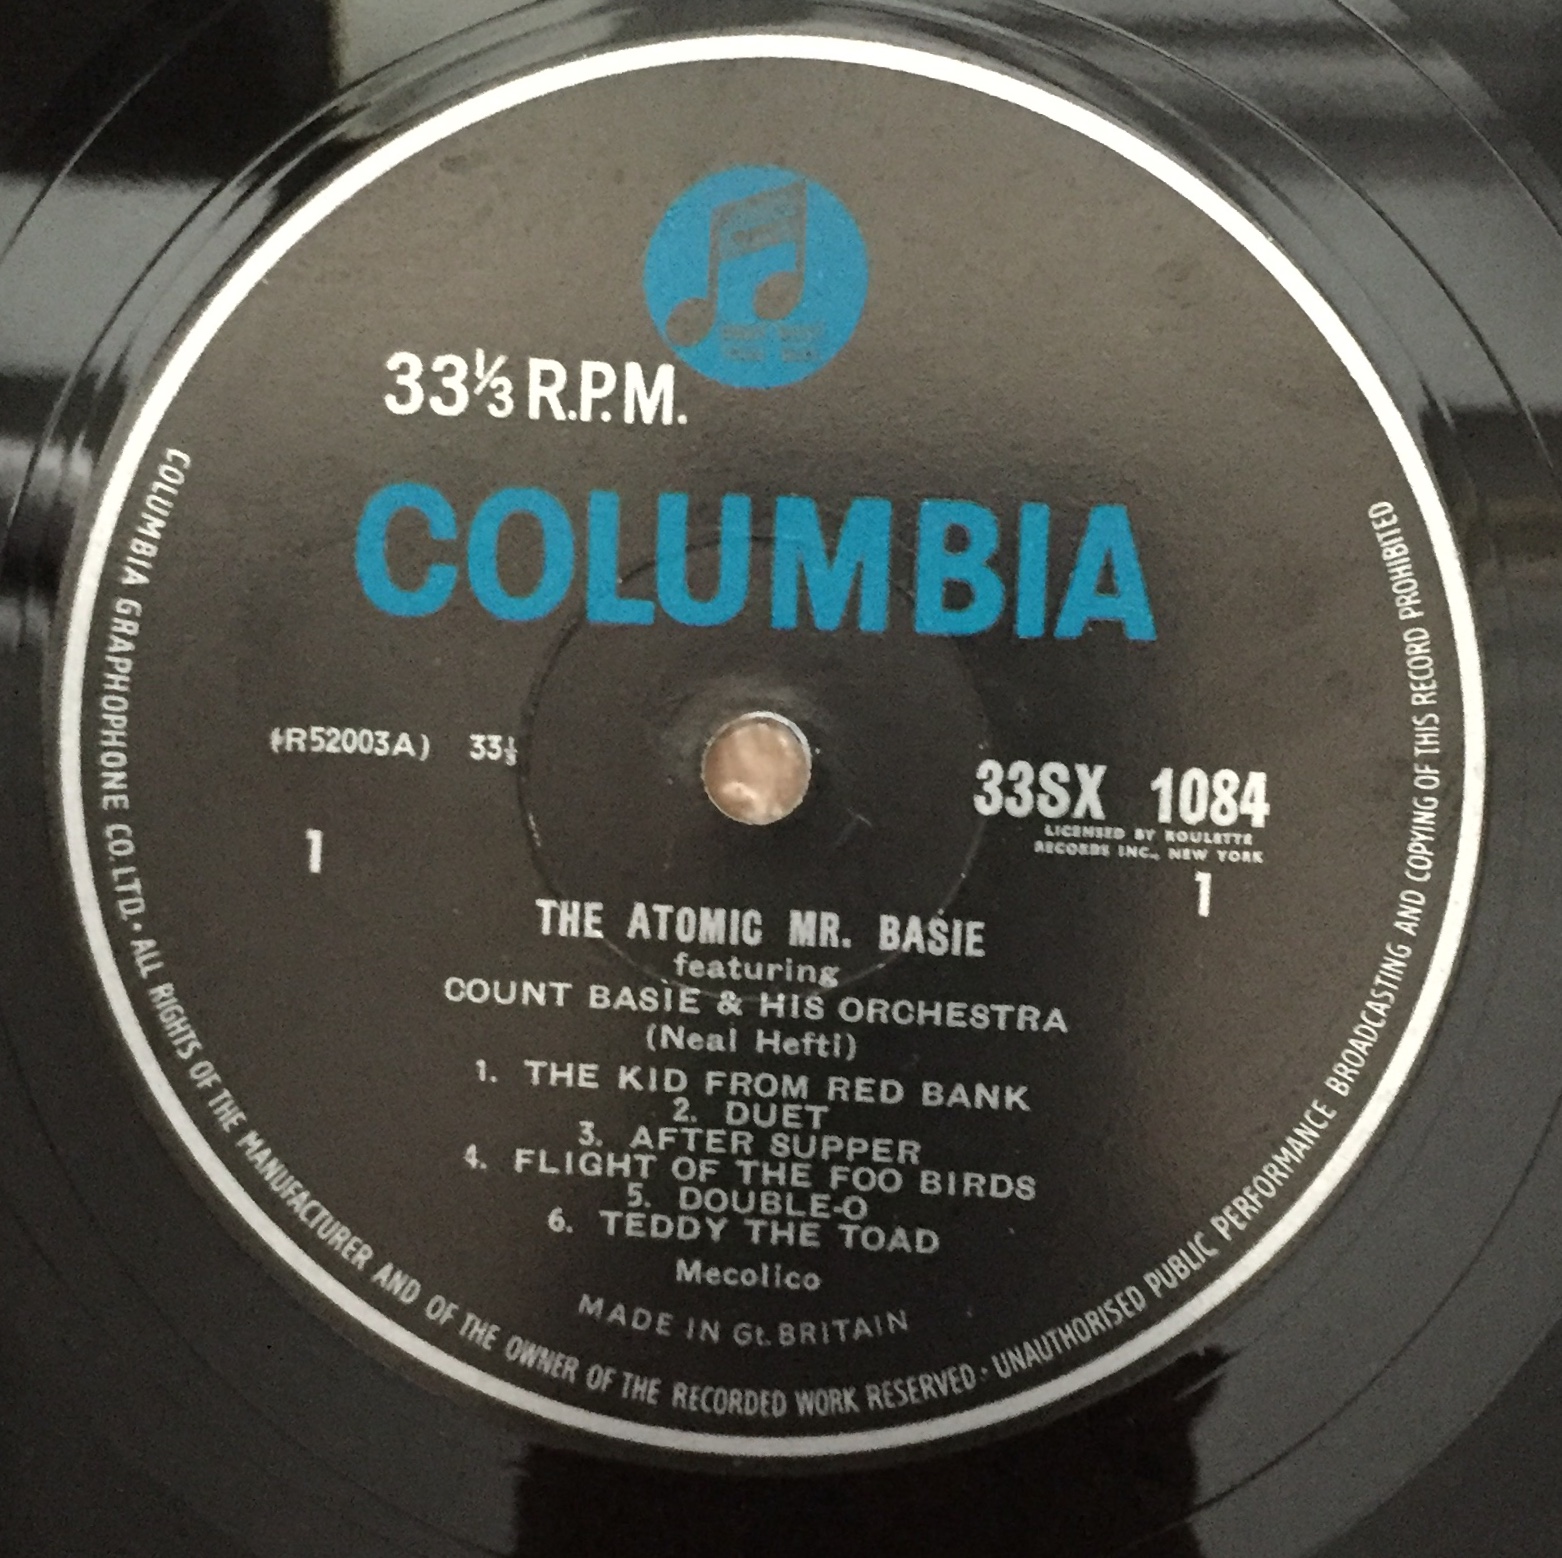 33⅓ R.P.M.
COLUMBIA
(R52003A) 33⅓
33SX 1084
LICENSED BY ROULETTE
RECORDS INC., NEW YORK
1
1
THE ATOMIC MR. BASIE
featuring
COUNT BASIE & HIS ORCHESTRA
(Neal Hefti)
1. THE KID FROM RED BANK
2. DUET
3. AFTER SUPPER
4. FLIGHT OF THE FOO BIRDS
5. DOUBLE-O
6. TEDDY THE TOAD
Mecolico
MADE IN Gt. BRITAIN
COLUMBIA GRAPHOPHONE CO. LTD. · ALL RIGHTS OF THE MANUFACTURER AND OF THE OWNER OF THE RECORDED WORK RESERVED · UNAUTHORISED PUBLIC PERFORMANCE BROADCASTING AND COPYING OF THIS RECORD PROHIBITED